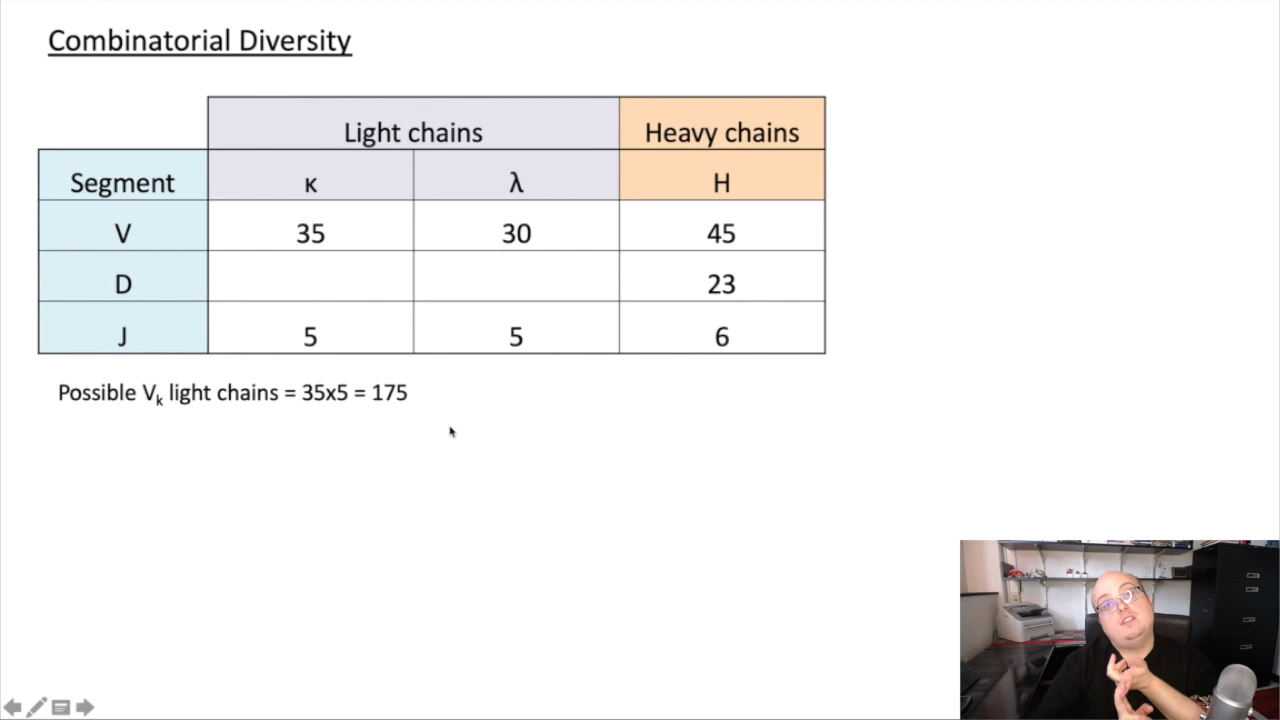 Combinatorial Diversity
Light chains Heavy chains
Segment κ λ H
V 35 30 45
D 23
J 5 5 6
Possible Vk light chains = 35x5 = 175